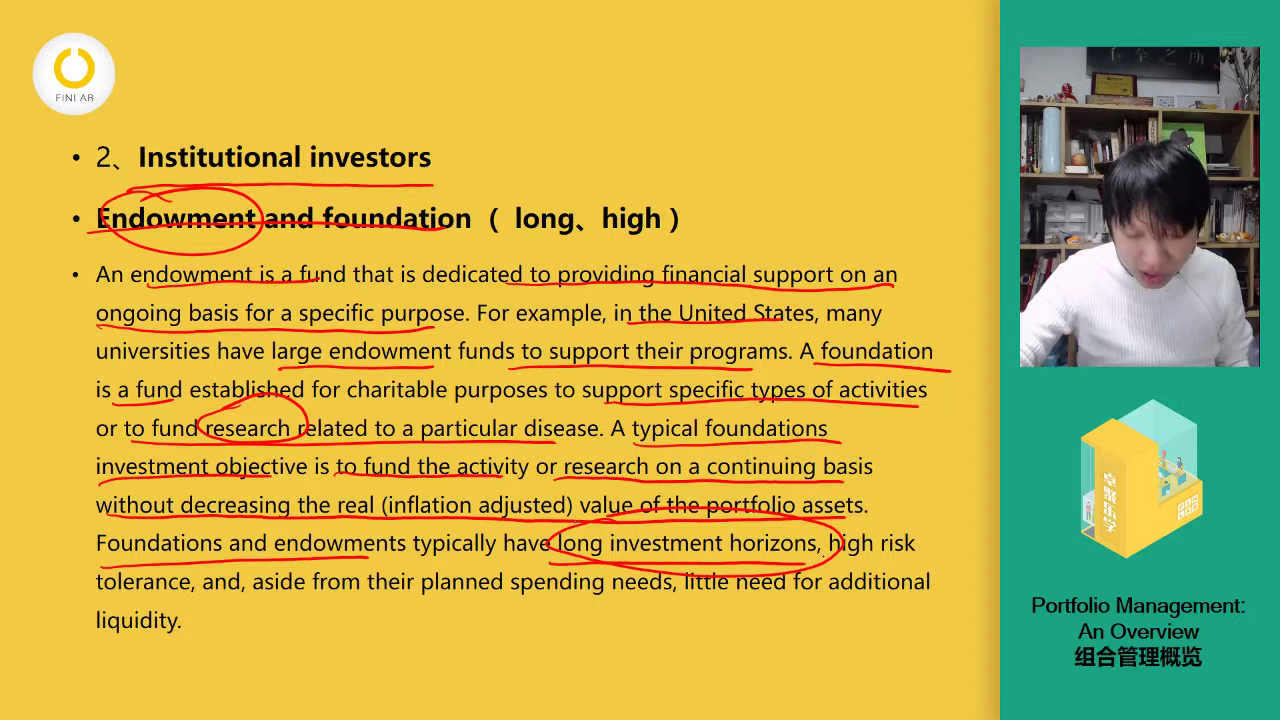 FINLAB
• 2、Institutional investors
• Endowment and foundation（ long、high）
• An endowment is a fund that is dedicated to providing financial support on an
ongoing basis for a specific purpose. For example, in the United States, many
universities have large endowment funds to support their programs. A foundation
is a fund established for charitable purposes to support specific types of activities
or to fund research related to a particular disease. A typical foundations
investment objective is to fund the activity or research on a continuing basis
without decreasing the real (inflation adjusted) value of the portfolio assets.
Foundations and endowments typically have long investment horizons, high risk
tolerance, and, aside from their planned spending needs, little need for additional
liquidity.
Portfolio Management:
An Overview
组合管理概览